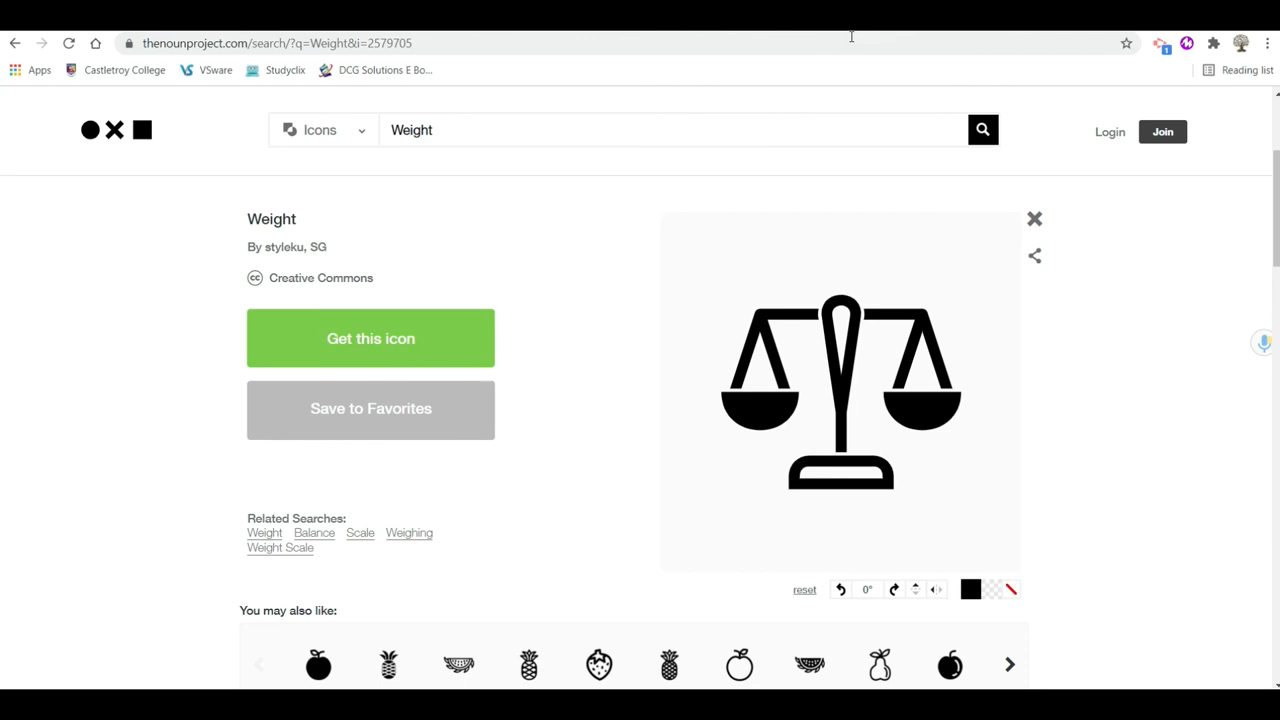 thenounproject.com/search/?q=Weight&i=2579705
1
Apps Castletroy College VSware Studyclix DCG Solutions E Bo... Reading list
Icons Weight Login Join
Weight
By styleku, SG
cc Creative Commons
Get this icon
Save to Favorites
Related Searches:
Weight Balance Scale Weighing
Weight Scale
reset 0°
You may also like: